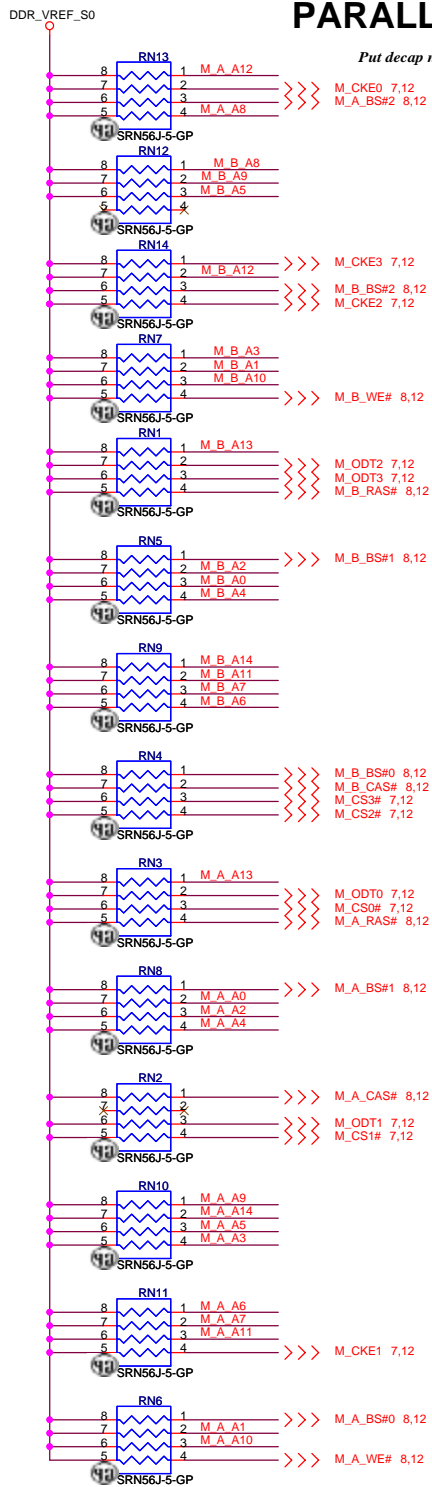 DDR_VREF_S0
PARALL
Put decap n
RN13
8 1 M_A_A12
7 2 M_CKE0 7,12
6 3 M_A_BS#2 8,12
5 4 M_A_A8
SRN56J-5-GP
RN12
8 1 M_B_A8
7 2 M_B_A9
6 3 M_B_A5
5 4
SRN56J-5-GP
RN14
8 1 M_CKE3 7,12
7 2 M_B_A12
6 3 M_B_BS#2 8,12
5 4 M_CKE2 7,12
SRN56J-5-GP
RN7
8 1 M_B_A3
7 2 M_B_A1
6 3 M_B_A10
5 4 M_B_WE# 8,12
SRN56J-5-GP
RN1
8 1 M_B_A13
7 2 M_ODT2 7,12
6 3 M_ODT3 7,12
5 4 M_B_RAS# 8,12
SRN56J-5-GP
RN5
8 1 M_B_BS#1 8,12
7 2 M_B_A2
6 3 M_B_A0
5 4 M_B_A4
SRN56J-5-GP
RN9
8 1 M_B_A14
7 2 M_B_A11
6 3 M_B_A7
5 4 M_B_A6
SRN56J-5-GP
RN4
8 1 M_B_BS#0 8,12
7 2 M_B_CAS# 8,12
6 3 M_CS3# 7,12
5 4 M_CS2# 7,12
SRN56J-5-GP
RN3
8 1 M_A_A13
7 2 M_ODT0 7,12
6 3 M_CS0# 7,12
5 4 M_A_RAS# 8,12
SRN56J-5-GP
RN8
8 1 M_A_BS#1 8,12
7 2 M_A_A0
6 3 M_A_A2
5 4 M_A_A4
SRN56J-5-GP
RN2
8 1 M_A_CAS# 8,12
7 2
6 3 M_ODT1 7,12
5 4 M_CS1# 7,12
SRN56J-5-GP
RN10
8 1 M_A_A9
7 2 M_A_A14
6 3 M_A_A5
5 4 M_A_A3
SRN56J-5-GP
RN11
8 1 M_A_A6
7 2 M_A_A7
6 3 M_A_A11
5 4 M_CKE1 7,12
SRN56J-5-GP
RN6
8 1 M_A_BS#0 8,12
7 2 M_A_A1
6 3 M_A_A10
5 4 M_A_WE# 8,12
SRN56J-5-GP